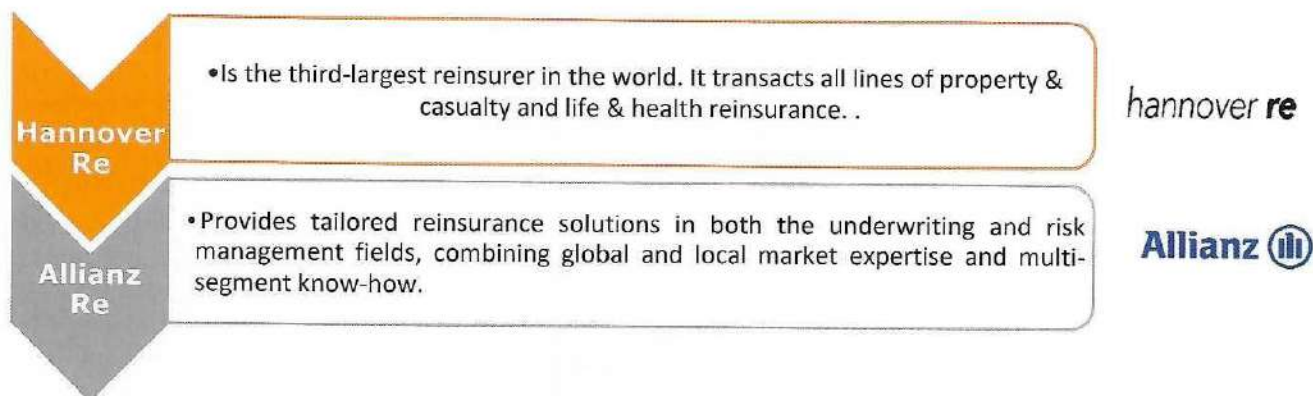 Hannover
Re
•Is the third-largest reinsurer in the world. It transacts all lines of property &
casualty and life & health reinsurance. .
hannover re
Allianz
Re
•Provides tailored reinsurance solutions in both the underwriting and risk
management fields, combining global and local market expertise and multi-
segment know-how.
Allianz